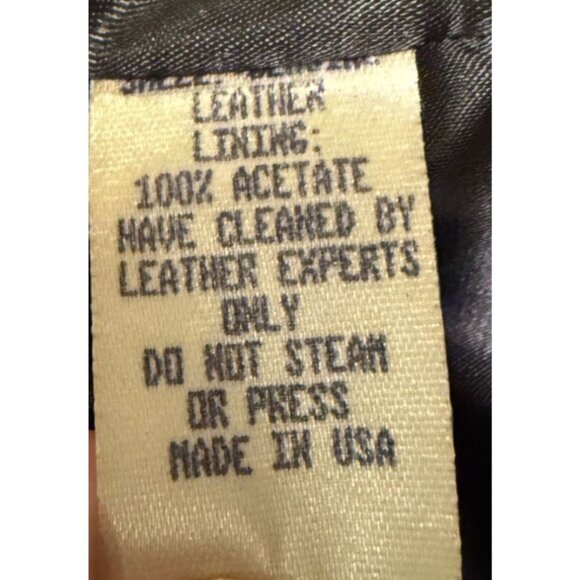 LEATHER
LINING:
100% ACETATE
HAVE CLEANED BY
LEATHER EXPERTS
ONLY
DO NOT STEAM
OR PRESS
MADE IN USA